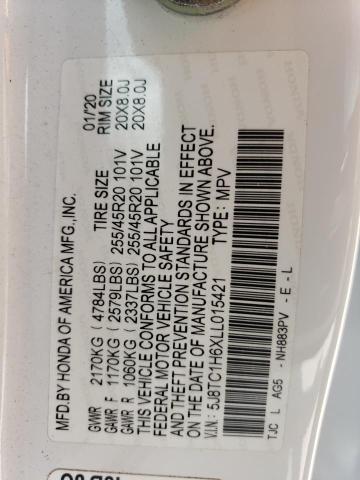 MFD.BY HONDA OF AMERICA MFG.,INC. 01/20
TIRE SIZE RIM SIZE
GVWR 2170KG ( 4784LBS)
GAWR F 1170KG ( 2579LBS) 255/45R20 101V 20X8.0J
GAWR R 1060KG ( 2337LBS) 255/45R20 101V 20X8.0J
THIS VEHICLE CONFORMS TO ALL APPLICABLE
FEDERAL MOTOR VEHICLE SAFETY
AND THEFT PREVENTION STANDARDS IN EFFECT
ON THE DATE OF MANUFACTURE SHOWN ABOVE.
V.I.N.: 5J8TC1H6XLL015421 TYPE: MPV
TJC L AG5 - NH883PV - E - L
HONDA